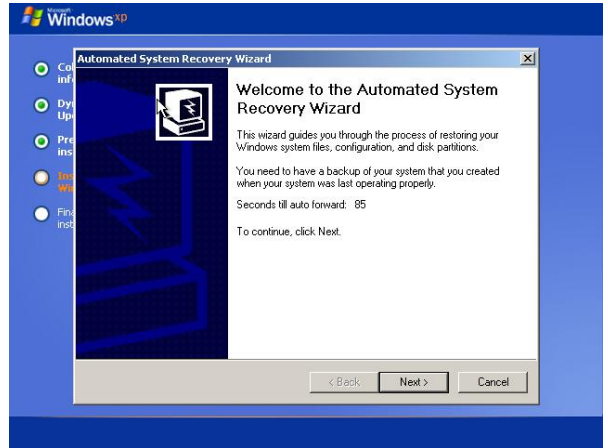 Microsoft
Windows xp
Automated System Recovery Wizard
Welcome to the Automated System
Recovery Wizard
This wizard guides you through the process of restoring your
Windows system files, configuration, and disk partitions.
You need to have a backup of your system that you created
when your system was last operating properly.
Seconds till auto forward: 85
To continue, click Next.
< Back
Next >
Cancel